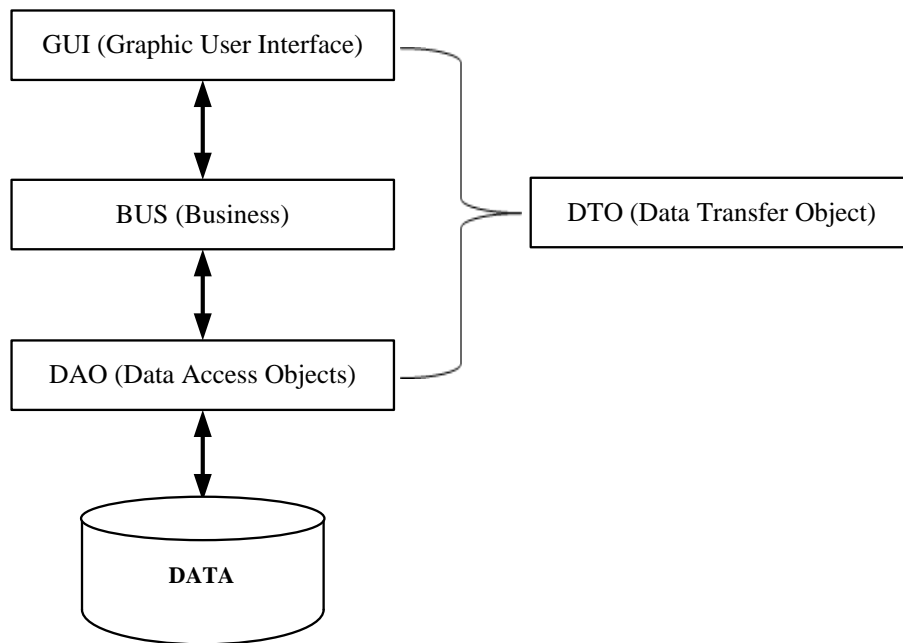 GUI (Graphic User Interface)
BUS (Business)
DTO (Data Transfer Object)
DAO (Data Access Objects)
DATA